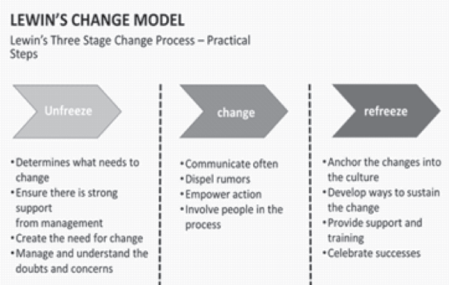 LEWIN'S CHANGE MODEL
Lewin's Three Stage Change Process – Practical
Steps
Unfreeze
•Determines what needs to
change
•Ensure there is strong
support
from management
•Create the need for change
•Manage and understand the
doubts and concerns
change
•Communicate often
•Dispel rumors
•Empower action
•Involve people in the
process
refreeze
•Anchor the changes into
the culture
•Develop ways to sustain
the change
•Provide support and
training
•Celebrate successes